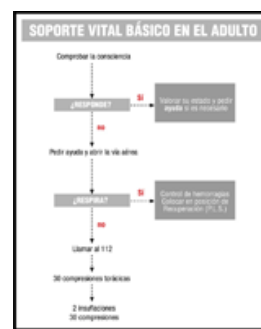 SOPORTE VITAL BÁSICO EN EL ADULTO
Comprobar la consciencia
¿RESPONDE?
Si
Valorar su estado y pedir
ayuda si es necesario
no
Pedir ayuda y abrir la vía aérea
¿RESPIRA?
Si
Control de hemorragias
Colocar en posición de
Recuperación (P.L.S.)
no
Llamar al 112
30 compresiones torácicas
2 insuflaciones
30 compresiones